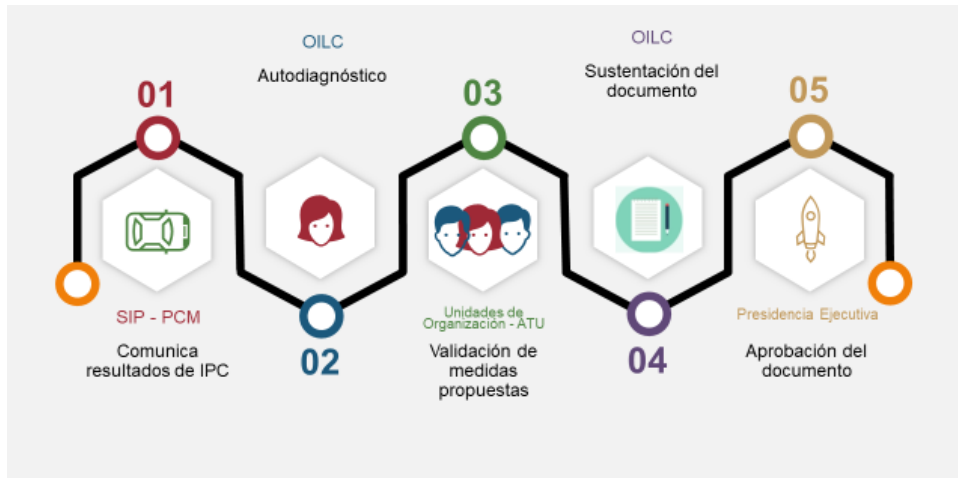 01
SIP - PCM
Comunica
resultados de IPC
OILC
Autodiagnóstico
02
03
Unidades de
Organización - ATU
Validación de
medidas
propuestas
OILC
Sustentación del
documento
04
05
Presidencia Ejecutiva
Aprobación del
documento